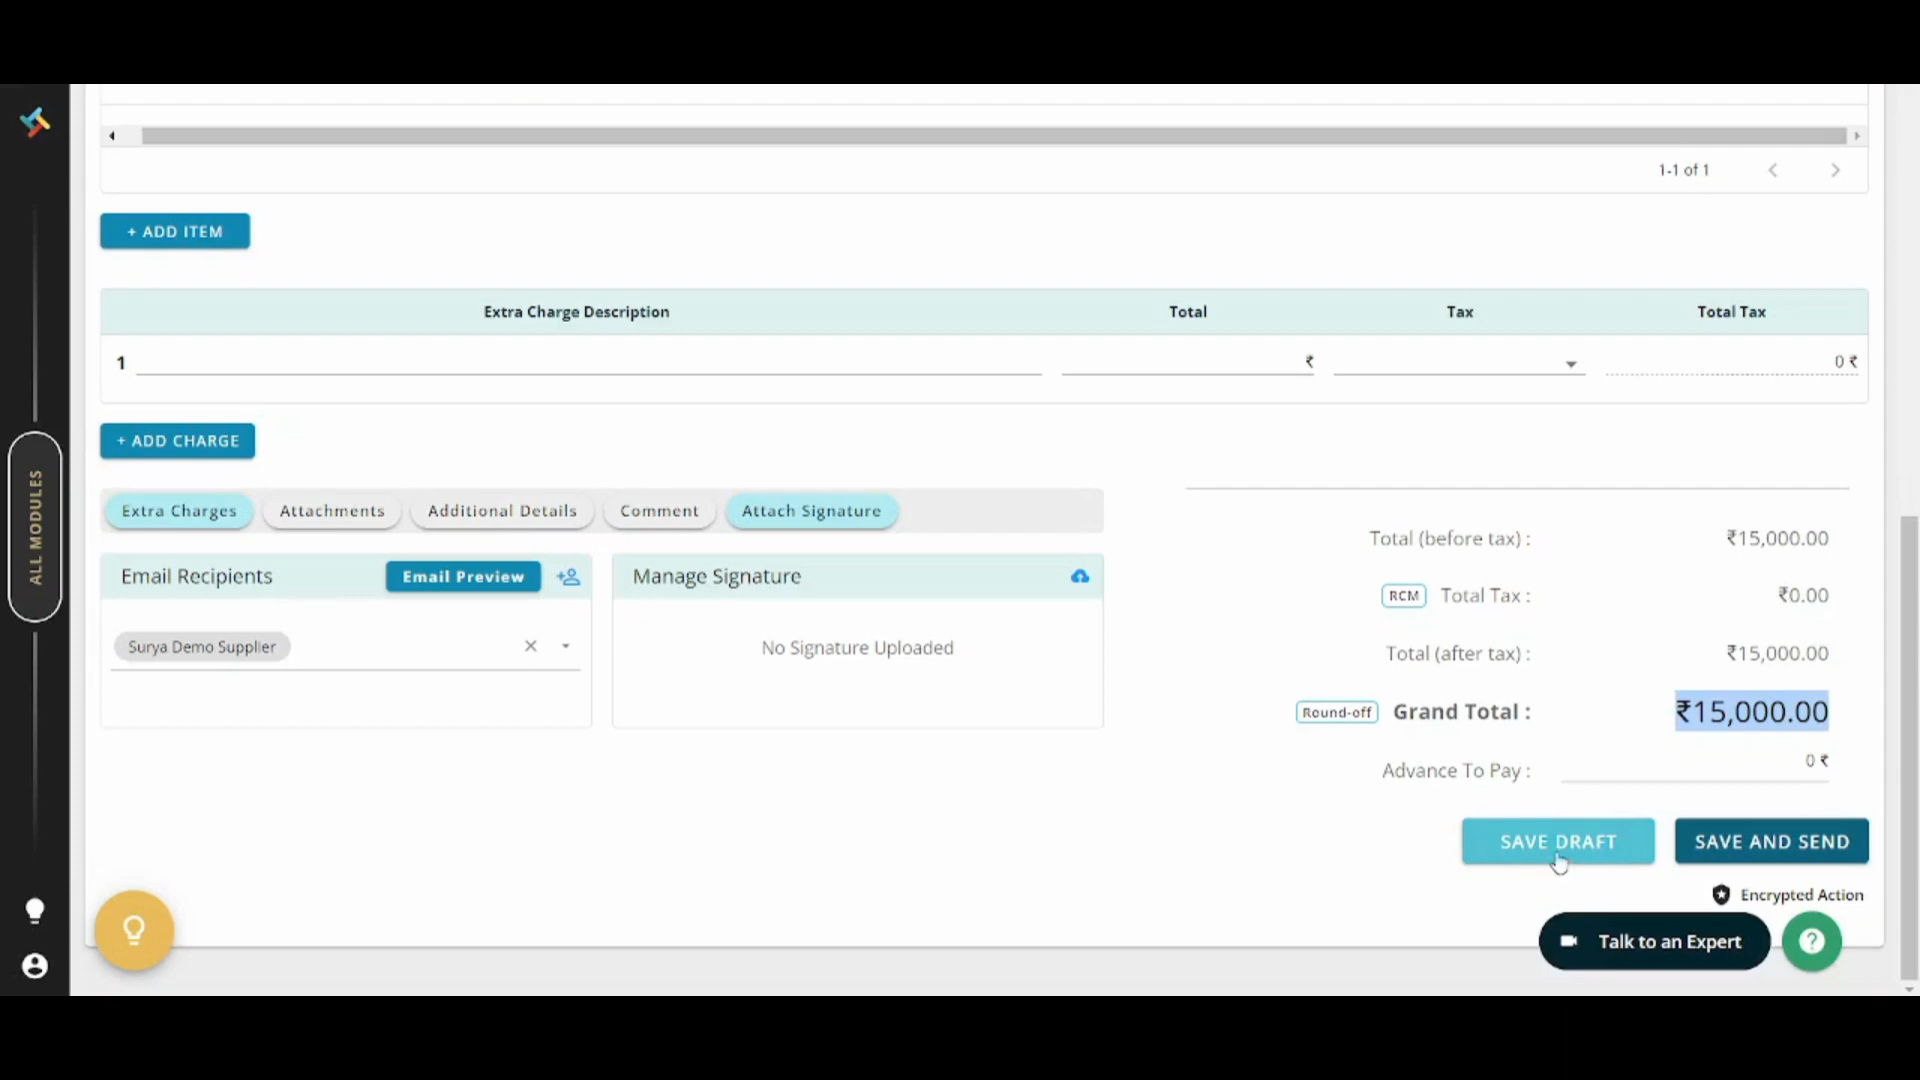 1-1 of 1
+ ADD ITEM
Extra Charge Description Total Tax Total Tax
1 ₹ 0 ₹
+ ADD CHARGE
ALL MODULES
Extra Charges Attachments Additional Details Comment Attach Signature
Email Recipients Email Preview Manage Signature
Surya Demo Supplier
No Signature Uploaded
Total (before tax) : ₹15,000.00
RCM Total Tax : ₹0.00
Total (after tax) : ₹15,000.00
Round-off Grand Total : ₹15,000.00
Advance To Pay : 0 ₹
SAVE DRAFT SAVE AND SEND
Encrypted Action
Talk to an Expert